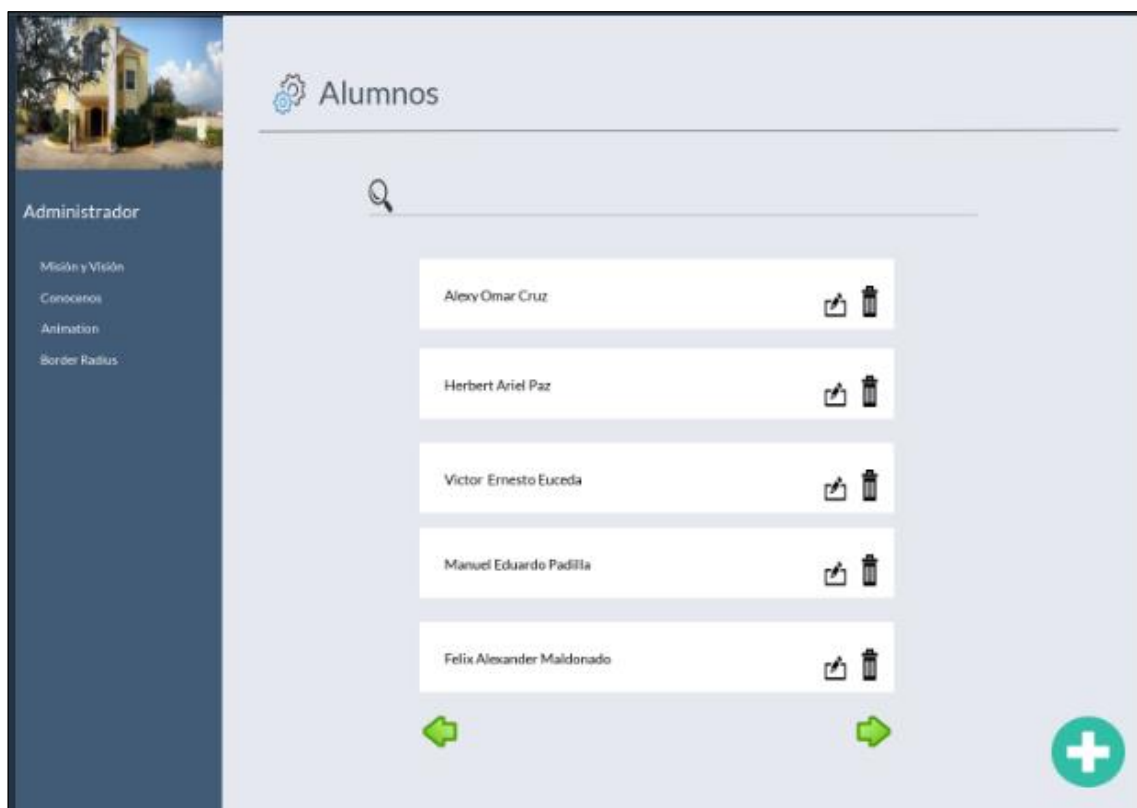 Alumnos
Administrador
Misión y Visión
Conocenos
Animation
Border Radius
Alexy Omar Cruz
Herbert Ariel Paz
Victor Ernesto Euceda
Manuel Eduardo Padilla
Felix Alexander Maldonado